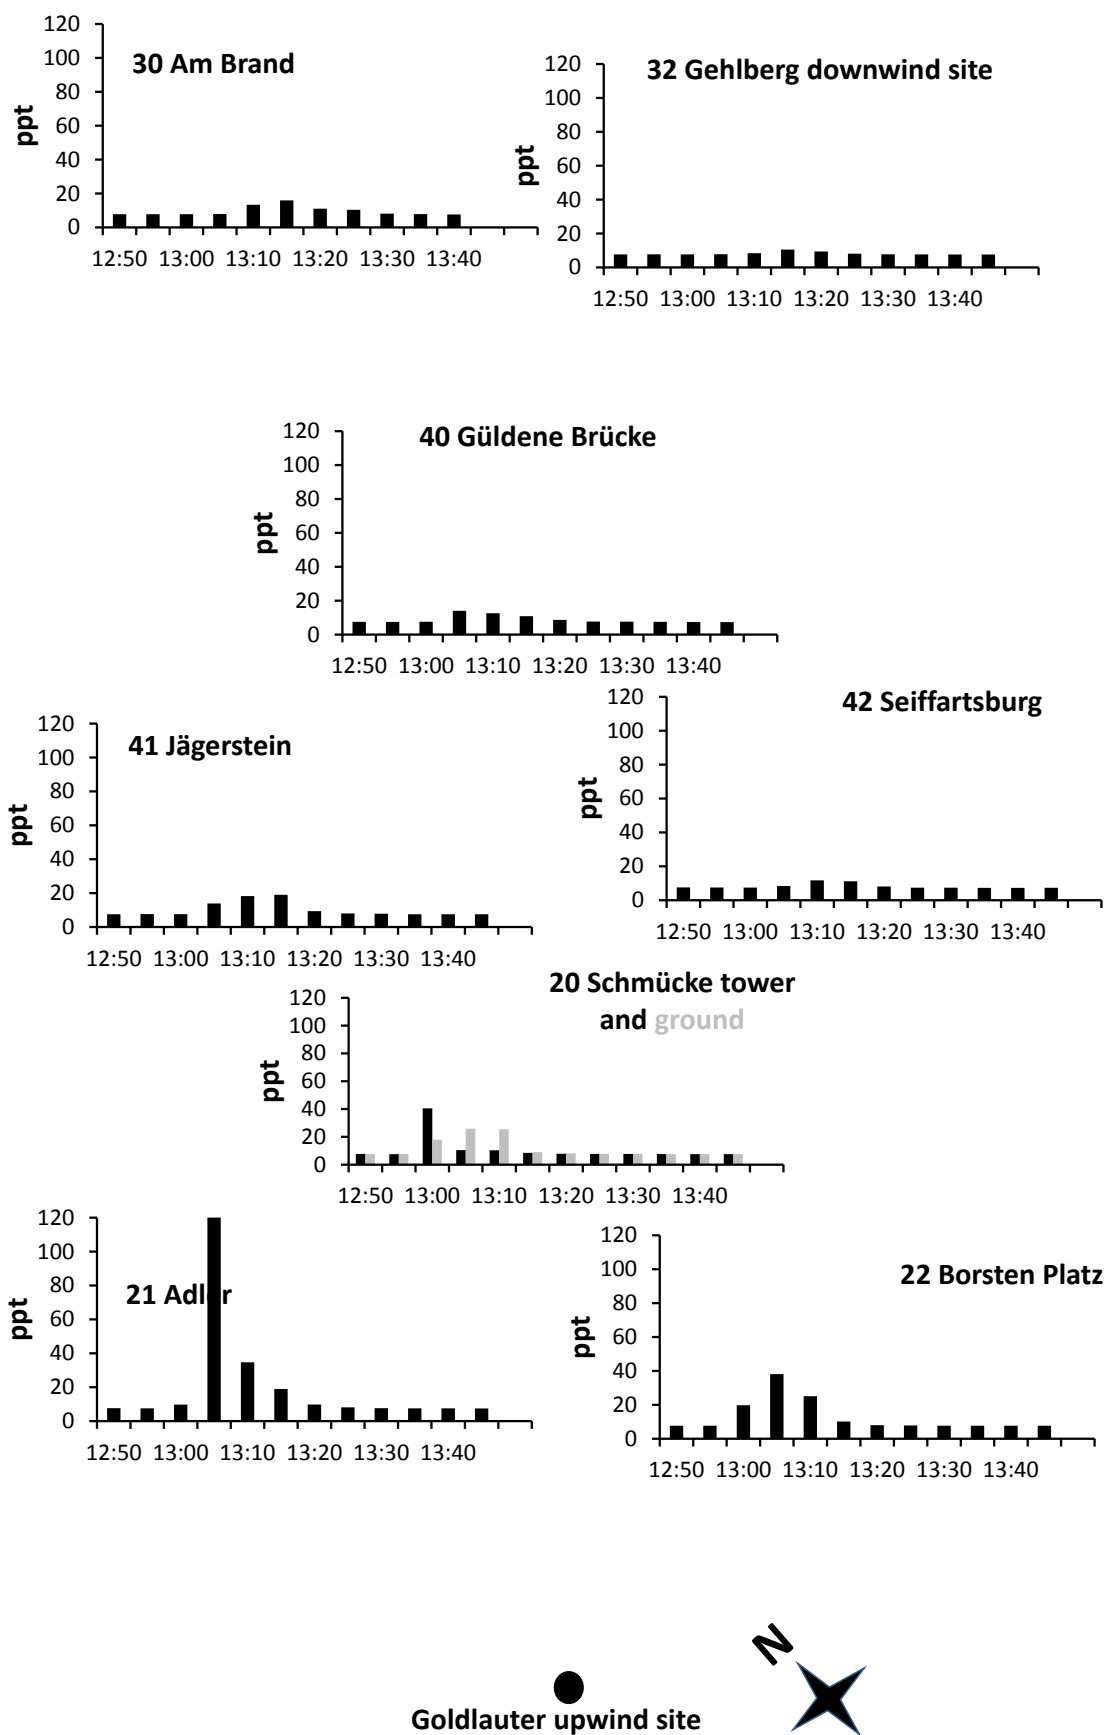 30 Am Brand
ppt
120
100
80
60
40
20
0
12:50 13:00 13:10 13:20 13:30 13:40
32 Gehlberg downwind site
ppt
120
100
80
60
40
20
0
12:50 13:00 13:10 13:20 13:30 13:40
40 Güldene Brücke
ppt
120
100
80
60
40
20
0
12:50 13:00 13:10 13:20 13:30 13:40
41 Jägerstein
ppt
120
100
80
60
40
20
0
12:50 13:00 13:10 13:20 13:30 13:40
42 Seiffartsburg
ppt
120
100
80
60
40
20
0
12:50 13:00 13:10 13:20 13:30 13:40
20 Schmücke tower
and ground
ppt
120
100
80
60
40
20
0
12:50 13:00 13:10 13:20 13:30 13:40
21 Adler
ppt
120
100
80
60
40
20
0
12:50 13:00 13:10 13:20 13:30 13:40
22 Borsten Platz
ppt
120
100
80
60
40
20
0
12:50 13:00 13:10 13:20 13:30 13:40
N
Goldlauter upwind site